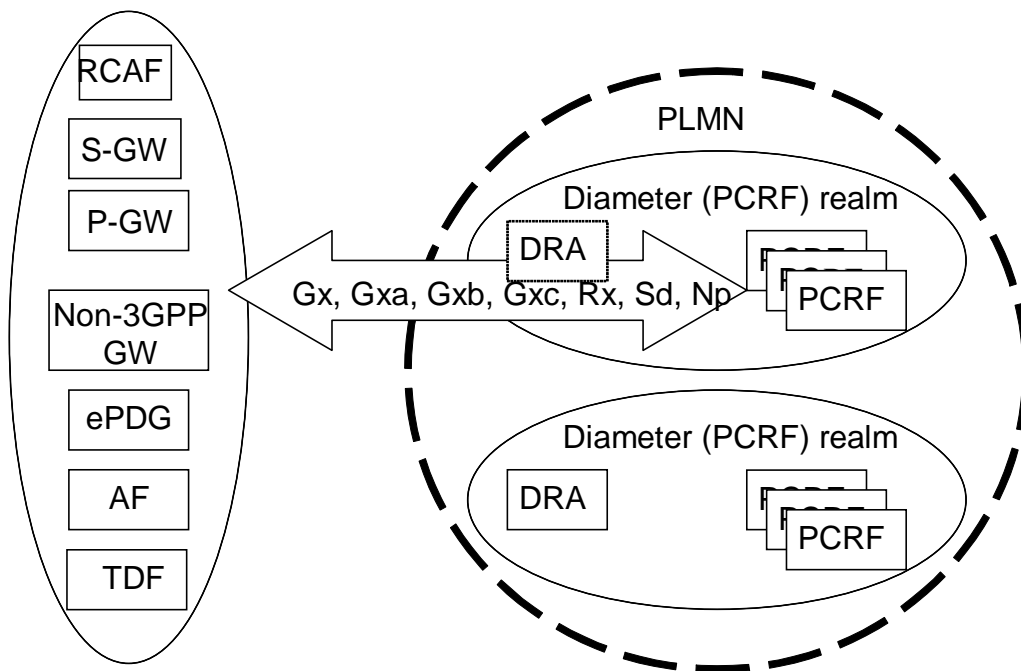 RCAF
S-GW
P-GW
Non-3GPP
GW
ePDG
AF
TDF
PLMN
Diameter (PCRF) realm
DRA
Gx, Gxa, Gxb, Gxc, Rx, Sd, Np
PCRF
Diameter (PCRF) realm
DRA
PCRF